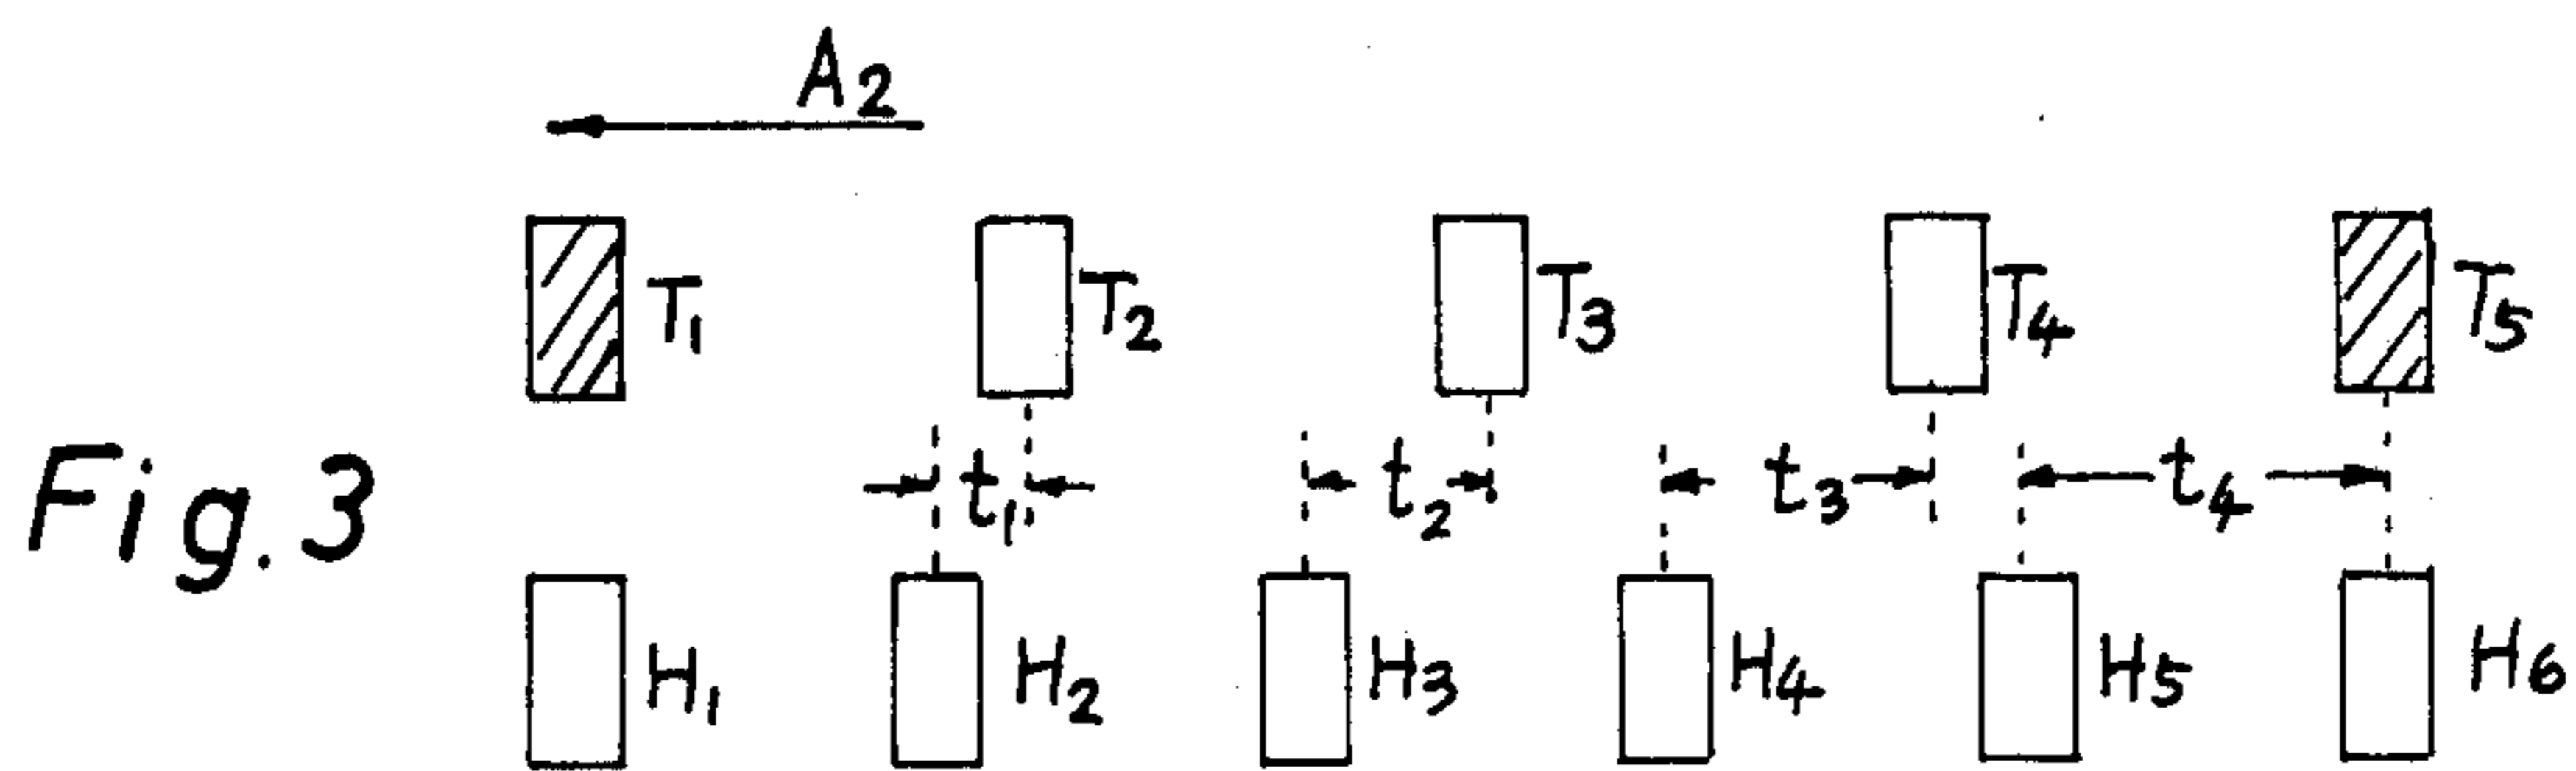 A2
T1 T2 T3 T4 T5
t1 t2 t3 t4
Fig. 3
H1 H2 H3 H4 H5 H6